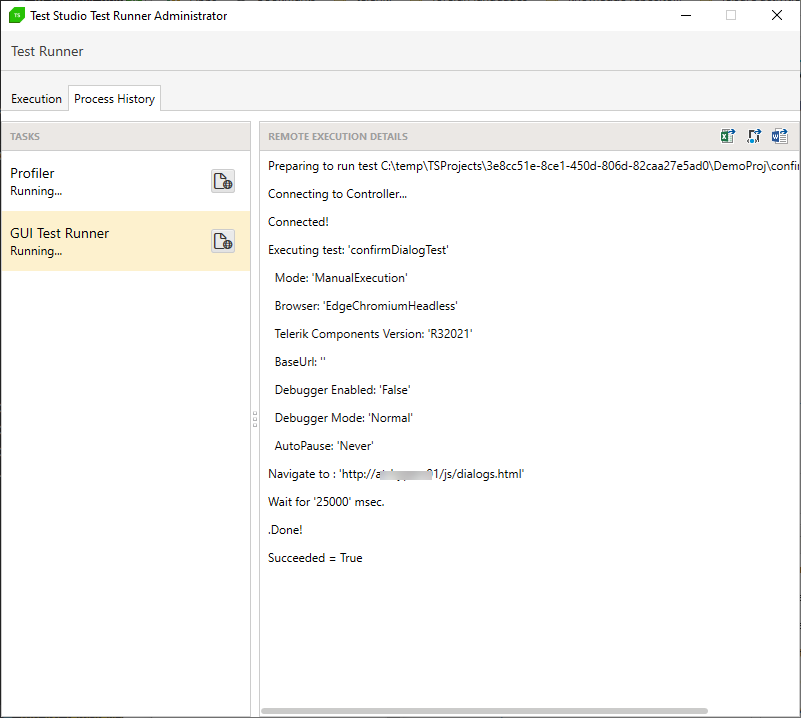 TS Test Studio Test Runner Administrator
Test Runner
Execution Process History
TASKS
Profiler
Running...
GUI Test Runner
Running...
REMOTE EXECUTION DETAILS
Preparing to run test C:\temp\TSProjects\3e8cc51e-8ce1-450d-806d-82caa27e5ad0\DemoProj\confir
Connecting to Controller...
Connected!
Executing test: 'confirmDialogTest'
Mode: 'ManualExecution'
Browser: 'EdgeChromiumHeadless'
Telerik Components Version: 'R32021'
BaseUrl: ''
Debugger Enabled: 'False'
Debugger Mode: 'Normal'
AutoPause: 'Never'
Navigate to : 'http://a 1/js/dialogs.html'
Wait for '25000' msec.
.Done!
Succeeded = True